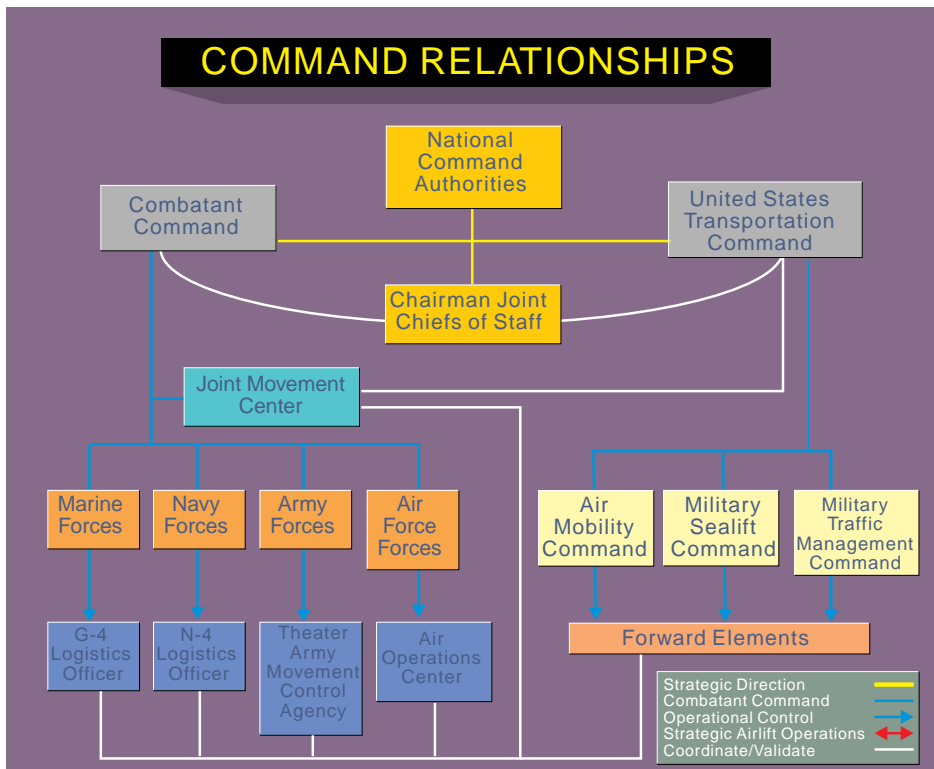 COMMAND RELATIONSHIPS
National
Command
Authorities
Combatant
Command
United States
Transportation
Command
Chairman Joint
Chiefs of Staff
Joint Movement
Center
Marine
Forces
Navy
Forces
Army
Forces
Air
Force
Forces
Air
Mobility
Command
Military
Sealift
Command
Military
Traffic
Management
Command
G-4
Logistics
Officer
N-4
Logistics
Officer
Theater
Army
Movement
Control
Agency
Air
Operations
Center
Forward Elements
Strategic Direction
Combatant Command
Operational Control
Strategic Airlift Operations
Coordinate/Validate